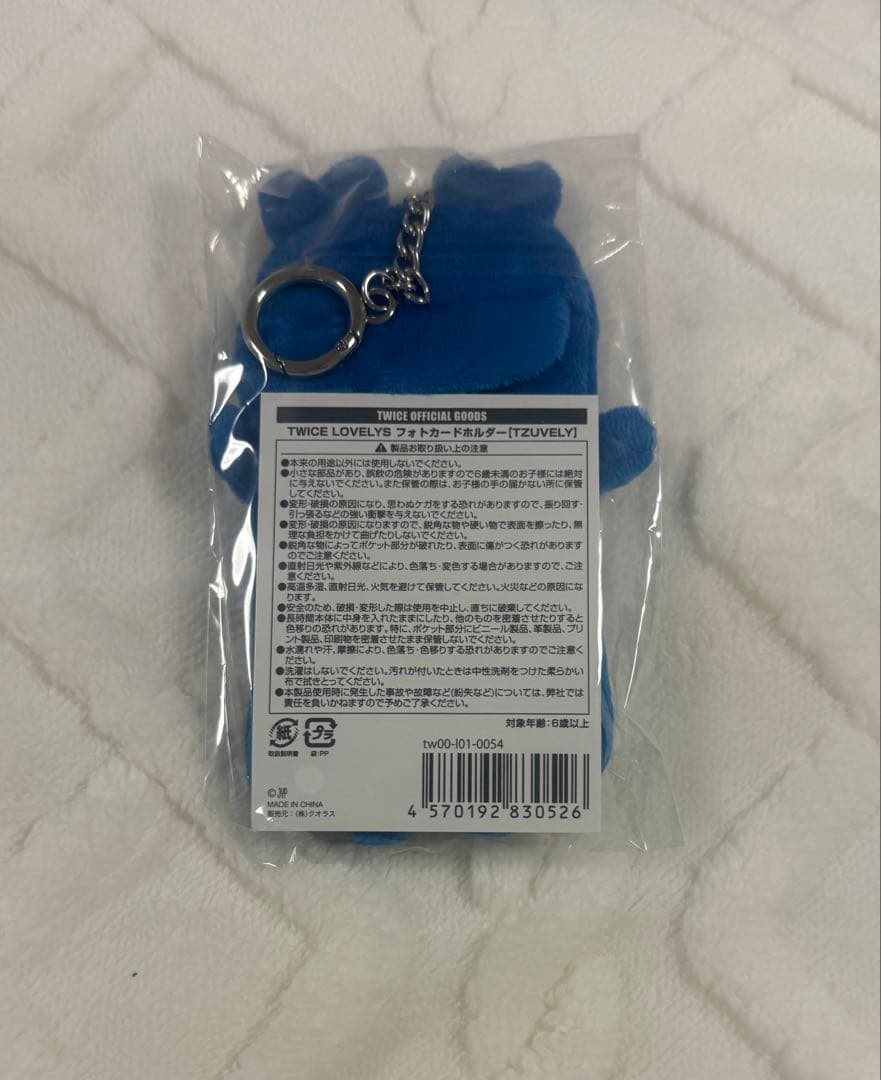 TWICE OFFICIAL GOODS
TWICE LOVELYS フォトカードホルダー【TZUVELY】
製品お取り扱い上の注意
●本来の用途以外には使用しないでください。
●小さな部品があり、誤飲の危険がありますので6歳未満のお子様には絶対
に与えないでください。また保管の際は、お子様の手の届かない所に保管
してください。
●変形・破損の原因になり、思わぬケガをする恐れがありますので、振り回す・
引っ張るなどの強い衝撃を与えないでください。
●変形・破損の原因になりますので、鋭角な物や硬い物で表面を擦ったり、無
理な負担をかけて曲げたりしないでください。
●鋭角な物によってポケット部分が破れたり、表面に傷がつく恐れがあります
のでご注意ください。
●直射日光や紫外線などにより、色落ち・変色する場合がありますので、ご注
意ください。
●高温多湿、直射日光、火気を避けて保管してください。火災などの原因にな
ります。
●安全のため、破損・変形した際は使用を中止し、直ちに破棄してください。
●長時間本体に中身を入れたままにしたり、他のものを密着させたりすると
色移りの恐れがあります。特に、ポケット部分にビニール製品、革製品、プリ
ント製品、印刷物を密着させたまま保管しないでください。
●水濡れや汗、摩擦により、色落ち・色移りする恐れがありますのでご注意く
ださい。
●洗濯はしないでください。汚れが付いたときは中性洗剤をつけた柔らかい
布で拭きとってください。
●本製品使用時に発生した事故や故障など(紛失など)については、弊社では
責任を負いかねますので予めご了承ください。
対象年齢:6歳以上
紙 プラ
取扱説明書 袋:PP
tw00-l01-0054
©
MADE IN CHINA
販売元:(株)クオラス
4 570192 830526